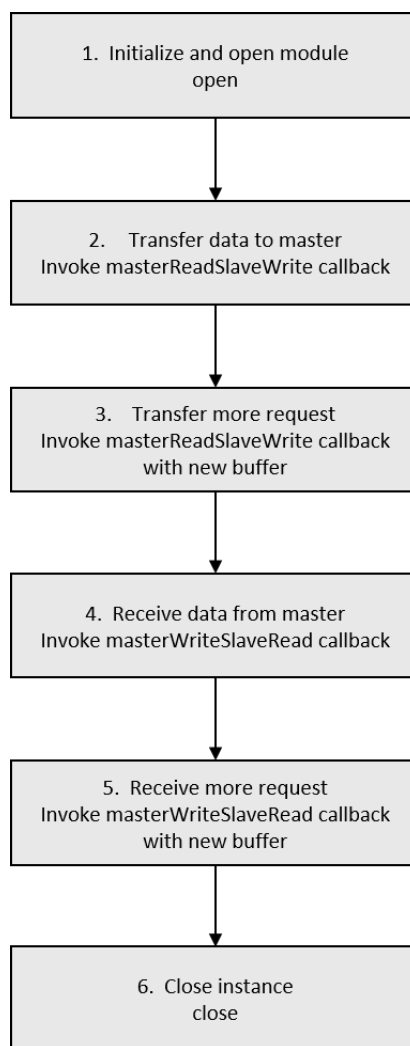 1. Initialize and open module
open
2. Transfer data to master
Invoke masterReadSlaveWrite callback
3. Transfer more request
Invoke masterReadSlaveWrite callback
with new buffer
4. Receive data from master
Invoke masterWriteSlaveRead callback
5. Receive more request
Invoke masterWriteSlaveRead callback
with new buffer
6. Close instance
close